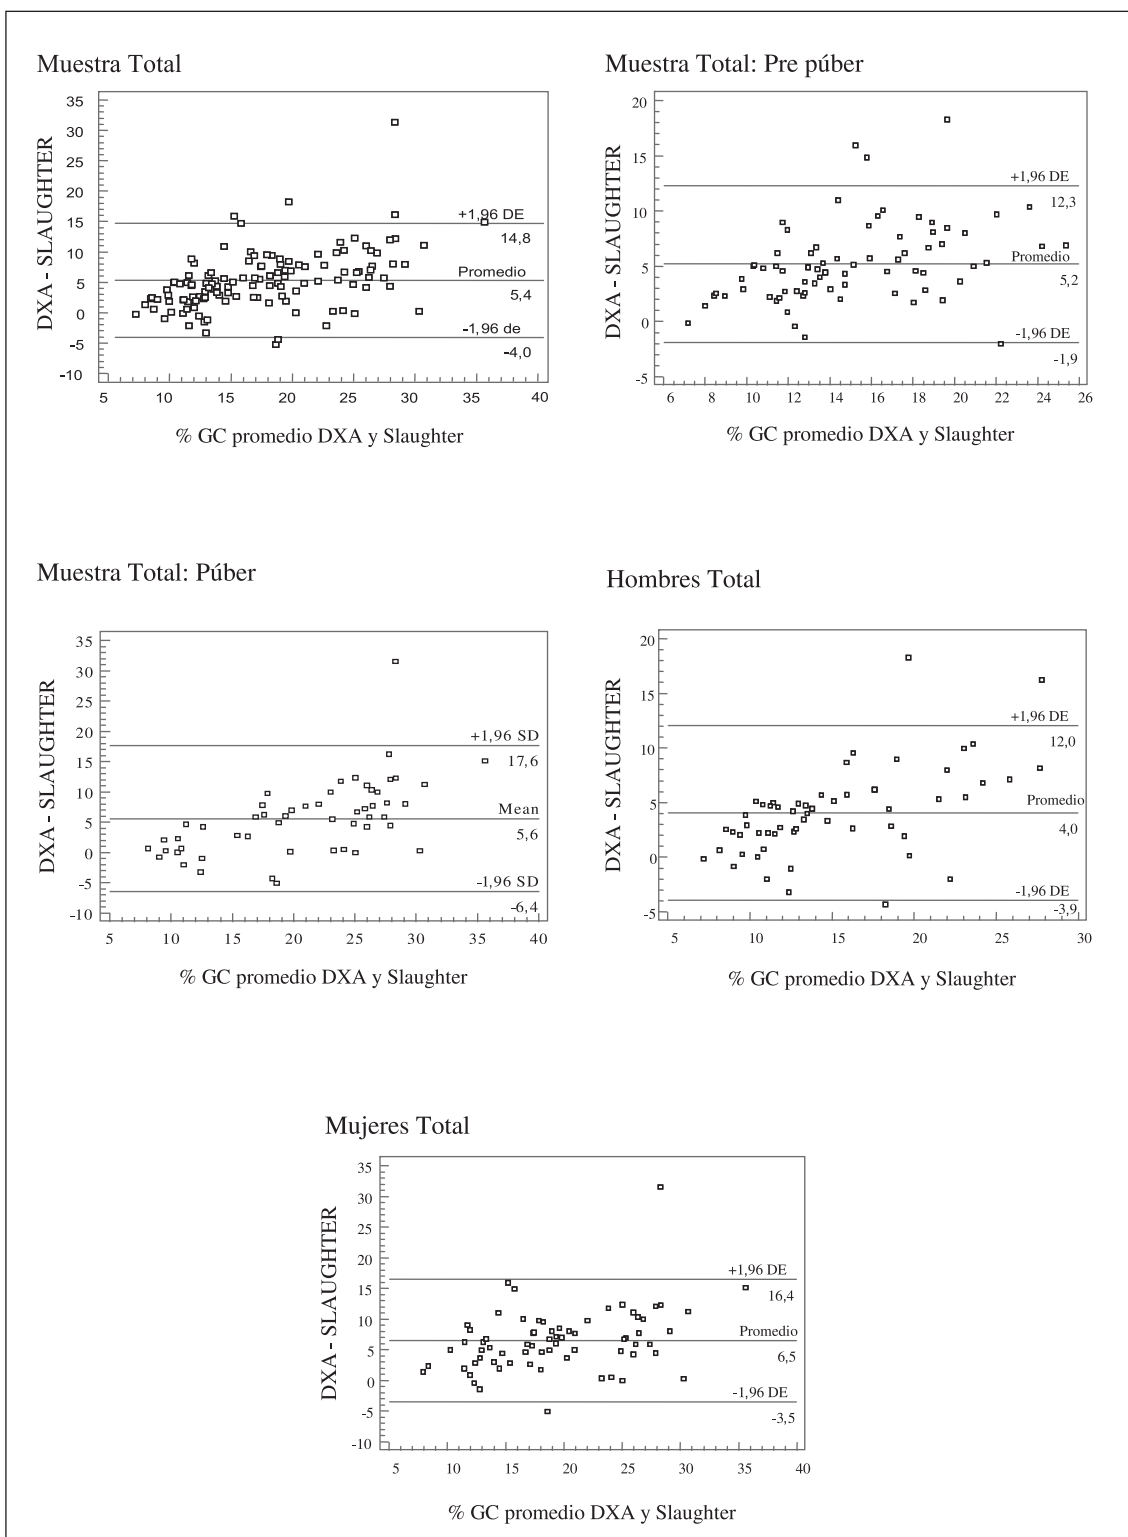 Muestra Total
DXA - SLAUGHTER
35
30
25
20
15
10
5
0
-5
-10
+1,96 DE
14,8
Promedio
5,4
-1,96 de
-4,0
5 10 15 20 25 30 35 40
% GC promedio DXA y Slaughter
Muestra Total: Pre púber
DXA - SLAUGHTER
20
15
10
5
0
-5
+1,96 DE
12,3
Promedio
5,2
-1,96 DE
-1,9
6 8 10 12 14 16 18 20 22 24 26
% GC promedio DXA y Slaughter
Muestra Total: Púber
DXA - SLAUGHTER
35
30
25
20
15
10
5
0
-5
-10
+1,96 SD
17,6
Mean
5,6
-1,96 SD
-6,4
5 10 15 20 25 30 35 40
% GC promedio DXA y Slaughter
Hombres Total
DXA - SLAUGHTER
20
15
10
5
0
-5
+1,96 DE
12,0
Promedio
4,0
-1,96 DE
-3,9
5 10 15 20 25 30
% GC promedio DXA y Slaughter
Mujeres Total
DXA - SLAUGHTER
35
30
25
20
15
10
5
0
-5
-10
+1,96 DE
16,4
Promedio
6,5
-1,96 DE
-3,5
5 10 15 20 25 30 35 40
% GC promedio DXA y Slaughter